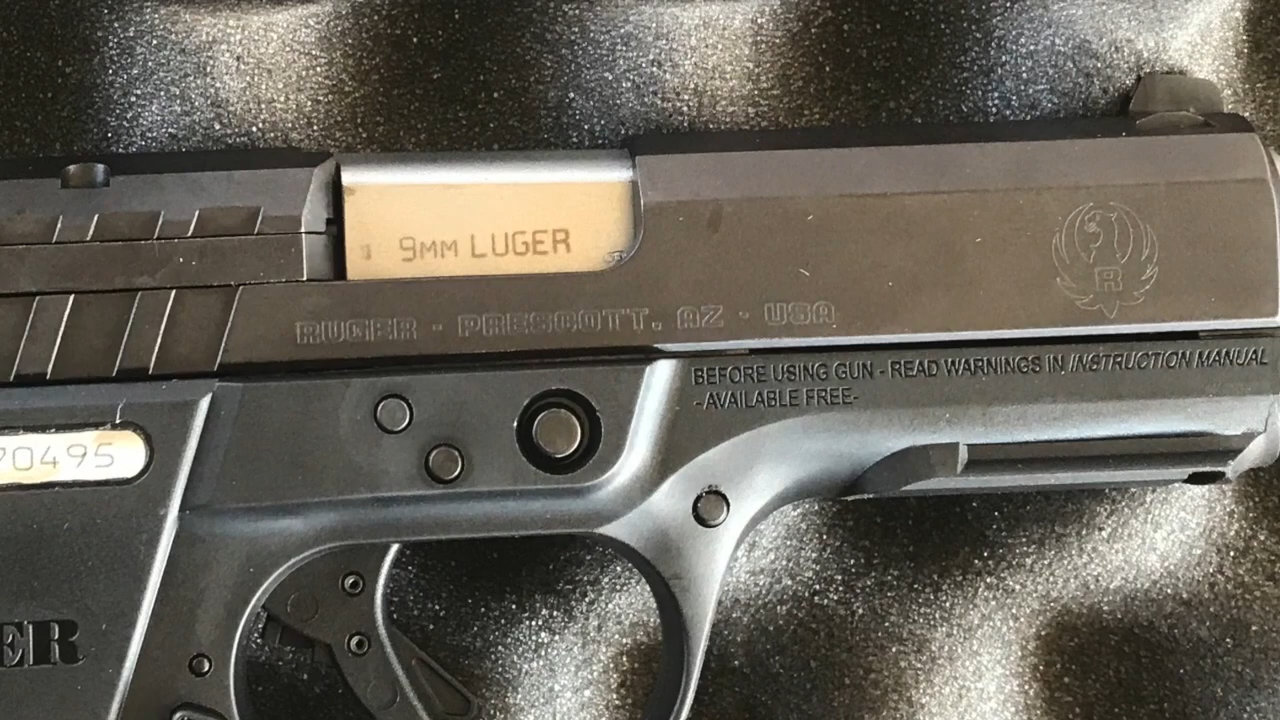 9MM LUGER
RUGER - PRESCOTT, AZ - USA
R
BEFORE USING GUN - READ WARNINGS IN INSTRUCTION MANUAL
-AVAILABLE FREE-
70495
ER